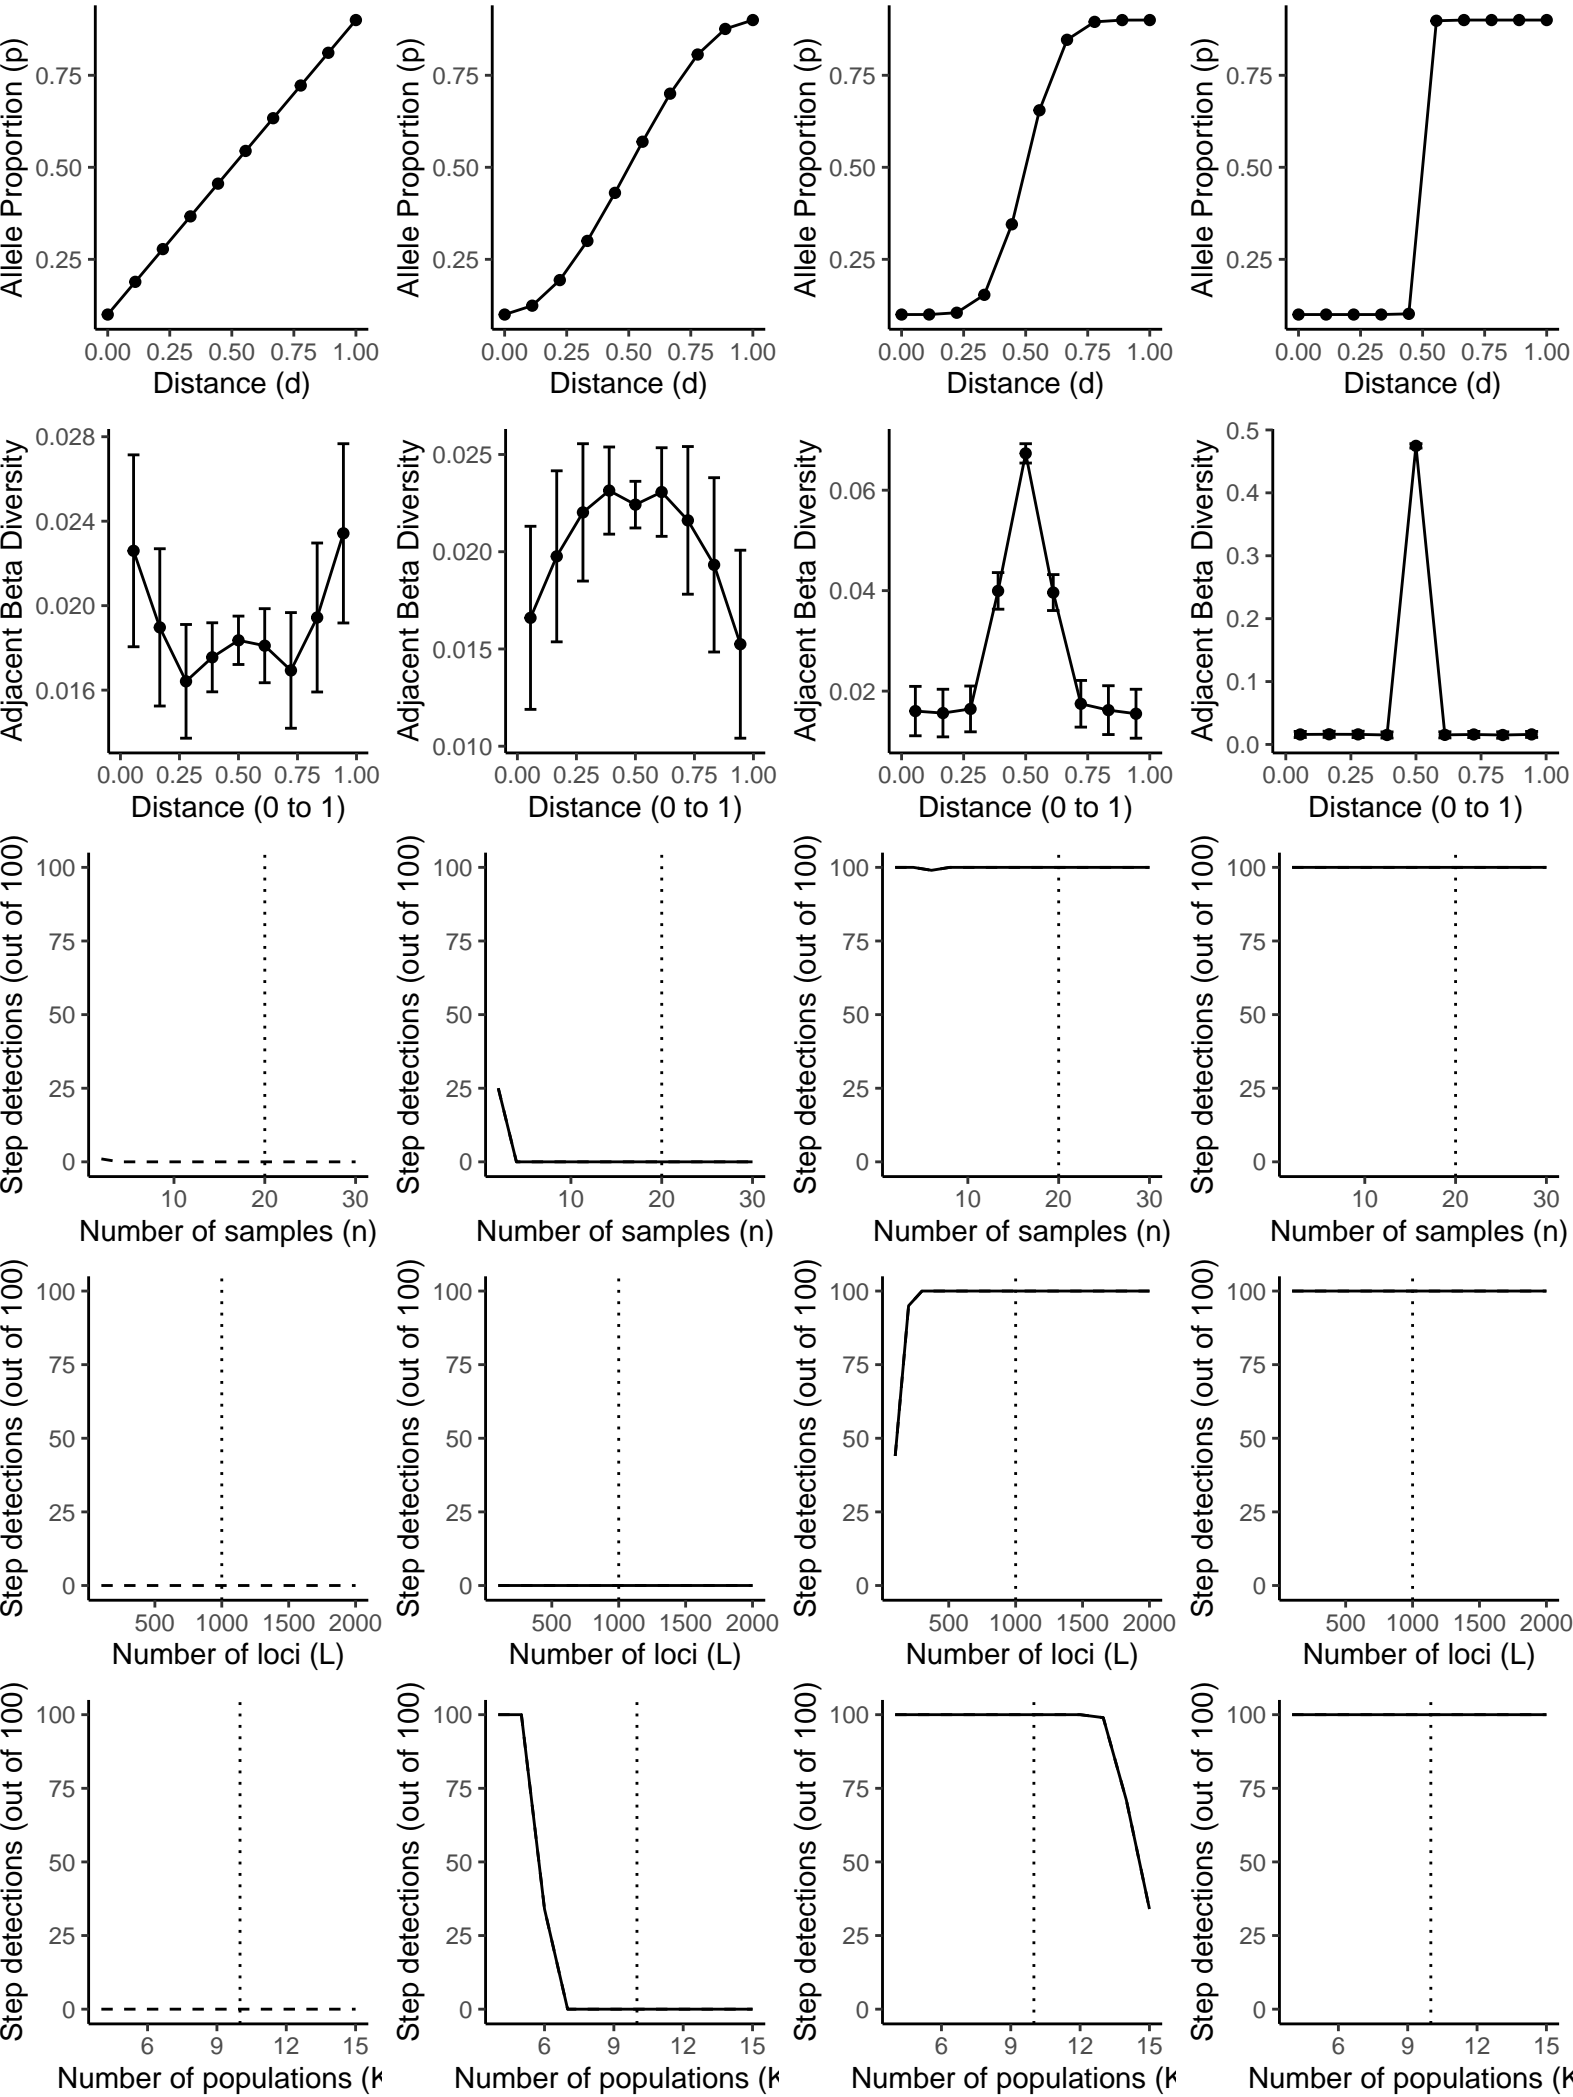 Allele Proportion (p)
0.75
0.50
0.25
0.00 0.25 0.50 0.75 1.00
Distance (d)
Allele Proportion (p)
0.75
0.50
0.25
0.00 0.25 0.50 0.75 1.00
Distance (d)
Allele Proportion (p)
0.75
0.50
0.25
0.00 0.25 0.50 0.75 1.00
Distance (d)
Allele Proportion (p)
0.75
0.50
0.25
0.00 0.25 0.50 0.75 1.00
Distance (d)
Adjacent Beta Diversity
0.028
0.024
0.020
0.016
0.00 0.25 0.50 0.75 1.00
Distance (0 to 1)
Adjacent Beta Diversity
0.025
0.020
0.015
0.010
0.00 0.25 0.50 0.75 1.00
Distance (0 to 1)
Adjacent Beta Diversity
0.06
0.04
0.02
0.00 0.25 0.50 0.75 1.00
Distance (0 to 1)
Adjacent Beta Diversity
0.5
0.4
0.3
0.2
0.1
0.0
0.00 0.25 0.50 0.75 1.00
Distance (0 to 1)
Step detections (out of 100)
100
75
50
25
0
10 20 30
Number of samples (n)
Step detections (out of 100)
100
75
50
25
0
10 20 30
Number of samples (n)
Step detections (out of 100)
100
75
50
25
0
10 20 30
Number of samples (n)
Step detections (out of 100)
100
75
50
25
0
10 20 30
Number of samples (n)
Step detections (out of 100)
100
75
50
25
0
500 1000 1500 2000
Number of loci (L)
Step detections (out of 100)
100
75
50
25
0
500 1000 1500 2000
Number of loci (L)
Step detections (out of 100)
100
75
50
25
0
500 1000 1500 2000
Number of loci (L)
Step detections (out of 100)
100
75
50
25
0
500 1000 1500 2000
Number of loci (L)
Step detections (out of 100)
100
75
50
25
0
6 9 12 15
Number of populations (K
Step detections (out of 100)
100
75
50
25
0
6 9 12 15
Number of populations (K
Step detections (out of 100)
100
75
50
25
0
6 9 12 15
Number of populations (K
Step detections (out of 100)
100
75
50
25
0
6 9 12 15
Number of populations (K